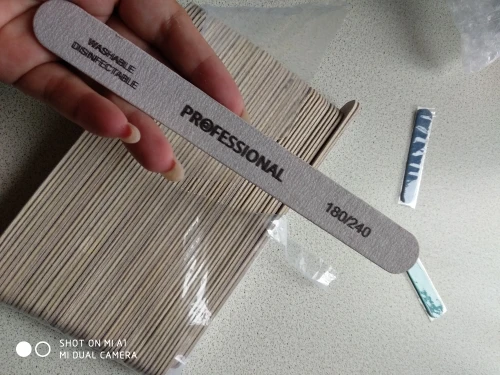 WASHABLE
DISINFECTABLE
PROFESSIONAL
180/240
SHOT ON MI A1
MI DUAL CAMERA